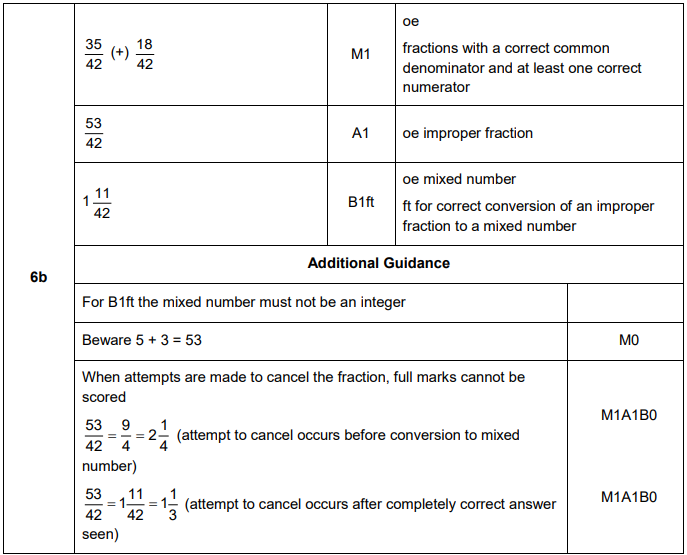 oe
35/42 (+) 18/42
M1
fractions with a correct common
denominator and at least one correct
numerator
53/42
A1
oe improper fraction
1 11/42
B1ft
oe mixed number
ft for correct conversion of an improper
fraction to a mixed number
6b
Additional Guidance
For B1ft the mixed number must not be an integer
Beware 5 + 3 = 53
M0
When attempts are made to cancel the fraction, full marks cannot be
scored
53/42 = 9/4 = 2 1/4 (attempt to cancel occurs before conversion to mixed
number)
M1A1B0
53/42 = 1 11/42 = 1 1/3 (attempt to cancel occurs after completely correct answer
seen)
M1A1B0